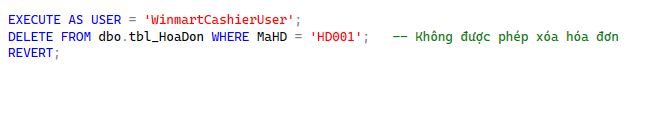 EXECUTE AS USER = 'WinmartCashierUser';
DELETE FROM dbo.tbl_HoaDon WHERE MaHD = 'HD001';   -- Không được phép xóa hóa đơn
REVERT;